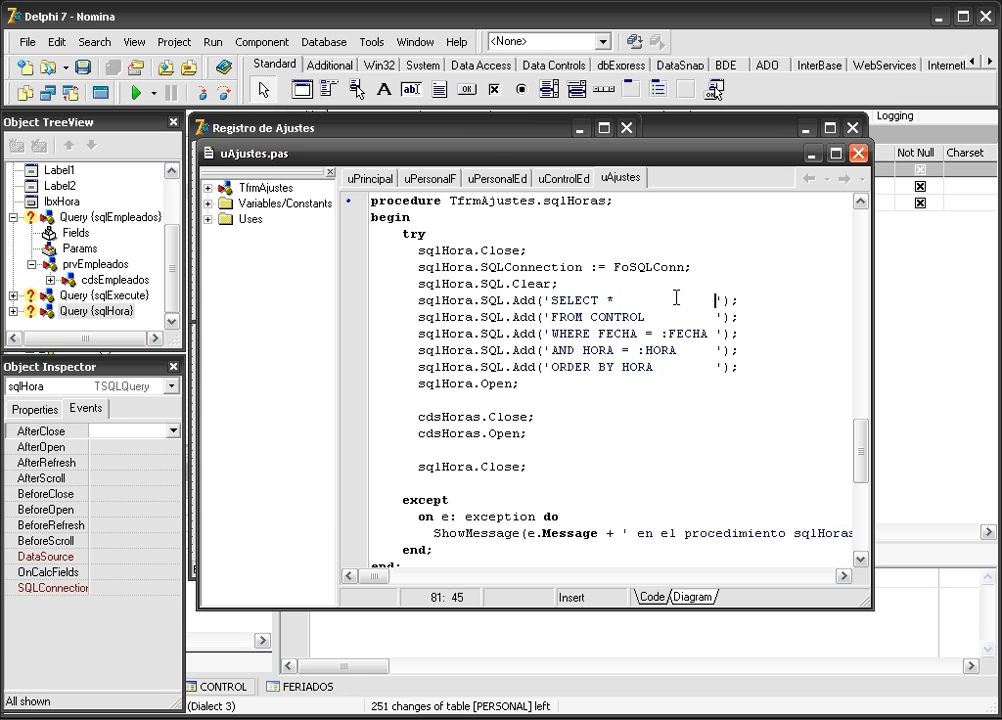 Delphi 7 - Nomina
File Edit Search View Project Run Component Database Tools Window Help <None>
Standard Additional Win32 System Data Access Data Controls dbExpress DataSnap BDE ADO InterBase WebServices InternetE
Object TreeView
Label1
Label2
lbxHora
Query {sqlEmpleados}
Fields
Params
prvEmpleados
cdsEmpleados
Query {sqlExecute}
Query {sqlHora}
Object Inspector
sqlHora TSQLQuery
Properties Events
AfterClose
AfterOpen
AfterRefresh
AfterScroll
BeforeClose
BeforeOpen
BeforeRefresh
BeforeScroll
DataSource
OnCalcFields
SQLConnection
All shown
Registro de Ajustes
Logging
Not Null Charset
uAjustes.pas
TfrmAjustes
Variables/Constants
Uses
uPrincipal uPersonalF uPersonalEd uControlEd uAjustes
procedure TfrmAjustes.sqlHoras;
begin
try
sqlHora.Close;
sqlHora.SQLConnection := FoSQLConn;
sqlHora.SQL.Clear;
sqlHora.SQL.Add('SELECT * ');
sqlHora.SQL.Add('FROM CONTROL ');
sqlHora.SQL.Add('WHERE FECHA = :FECHA ');
sqlHora.SQL.Add('AND HORA = :HORA ');
sqlHora.SQL.Add('ORDER BY HORA ');
sqlHora.Open;
cdsHoras.Close;
cdsHoras.Open;
sqlHora.Close;
except
on e: exception do
ShowMessage(e.Message + ' en el procedimiento sqlHoras
end;
end;
81: 45 Insert Code Diagram
CONTROL FERIADOS
(Dialect 3) 251 changes of table [PERSONAL] left